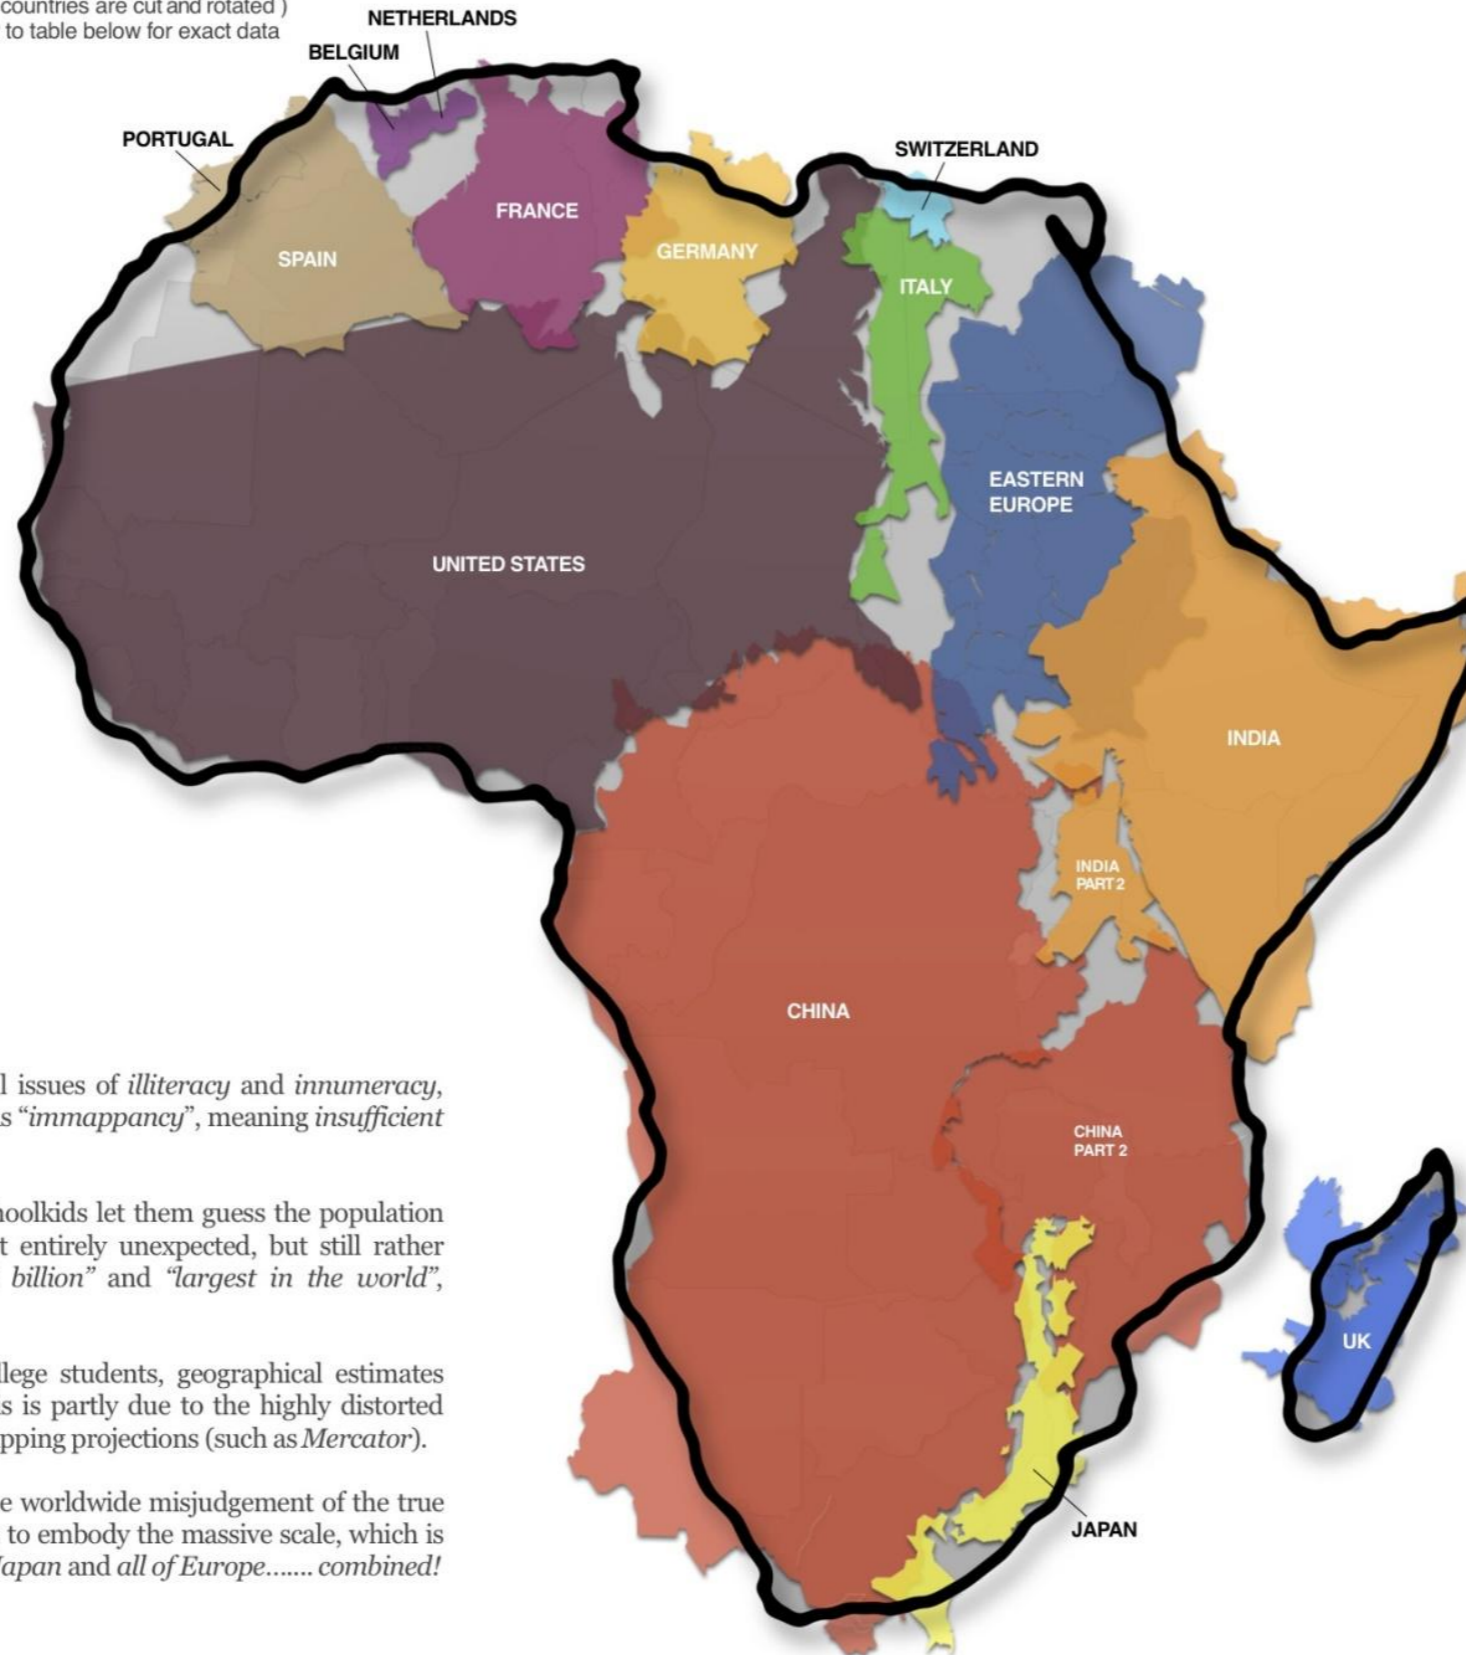 countries are cut and rotated )
to table below for exact data
NETHERLANDS
BELGIUM
PORTUGAL
SWITZERLAND
FRANCE
GERMANY
SPAIN
ITALY
EASTERN
EUROPE
UNITED STATES
INDIA
INDIA
PART 2
CHINA
CHINA
PART 2
UK
JAPAN
l issues of illiteracy and innumeracy,
s “immappancy”, meaning insufficient
oolkids let them guess the population
t entirely unexpected, but still rather
billion” and “largest in the world”,
llege students, geographical estimates
is is partly due to the highly distorted
pping projections (such as Mercator).
e worldwide misjudgement of the true
to embody the massive scale, which is
Japan and all of Europe....... combined!